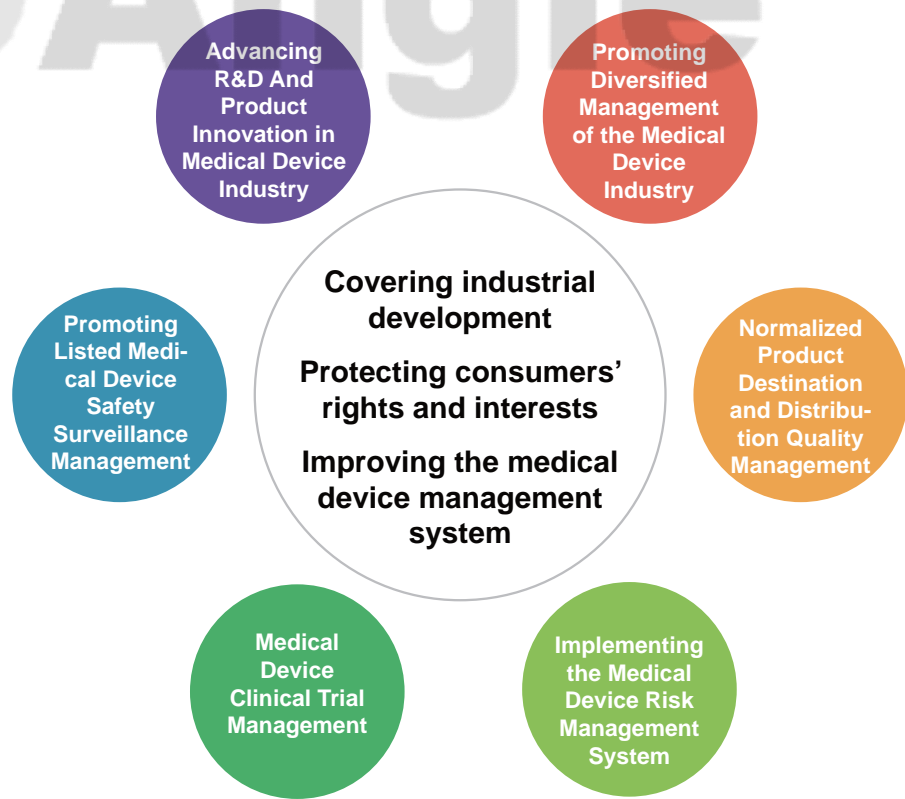 Advancing
R&D And
Product
Innovation in
Medical Device
Industry
Promoting
Diversified
Management
of the Medical
Device
Industry
Covering industrial
development
Protecting consumers’
rights and interests
Improving the medical
device management
system
Promoting
Listed Medi-
cal Device
Safety
Surveillance
Management
Normalized
Product
Destination
and Distribu-
tion Quality
Management
Medical
Device
Clinical Trial
Management
Implementing
the Medical
Device Risk
Management
System